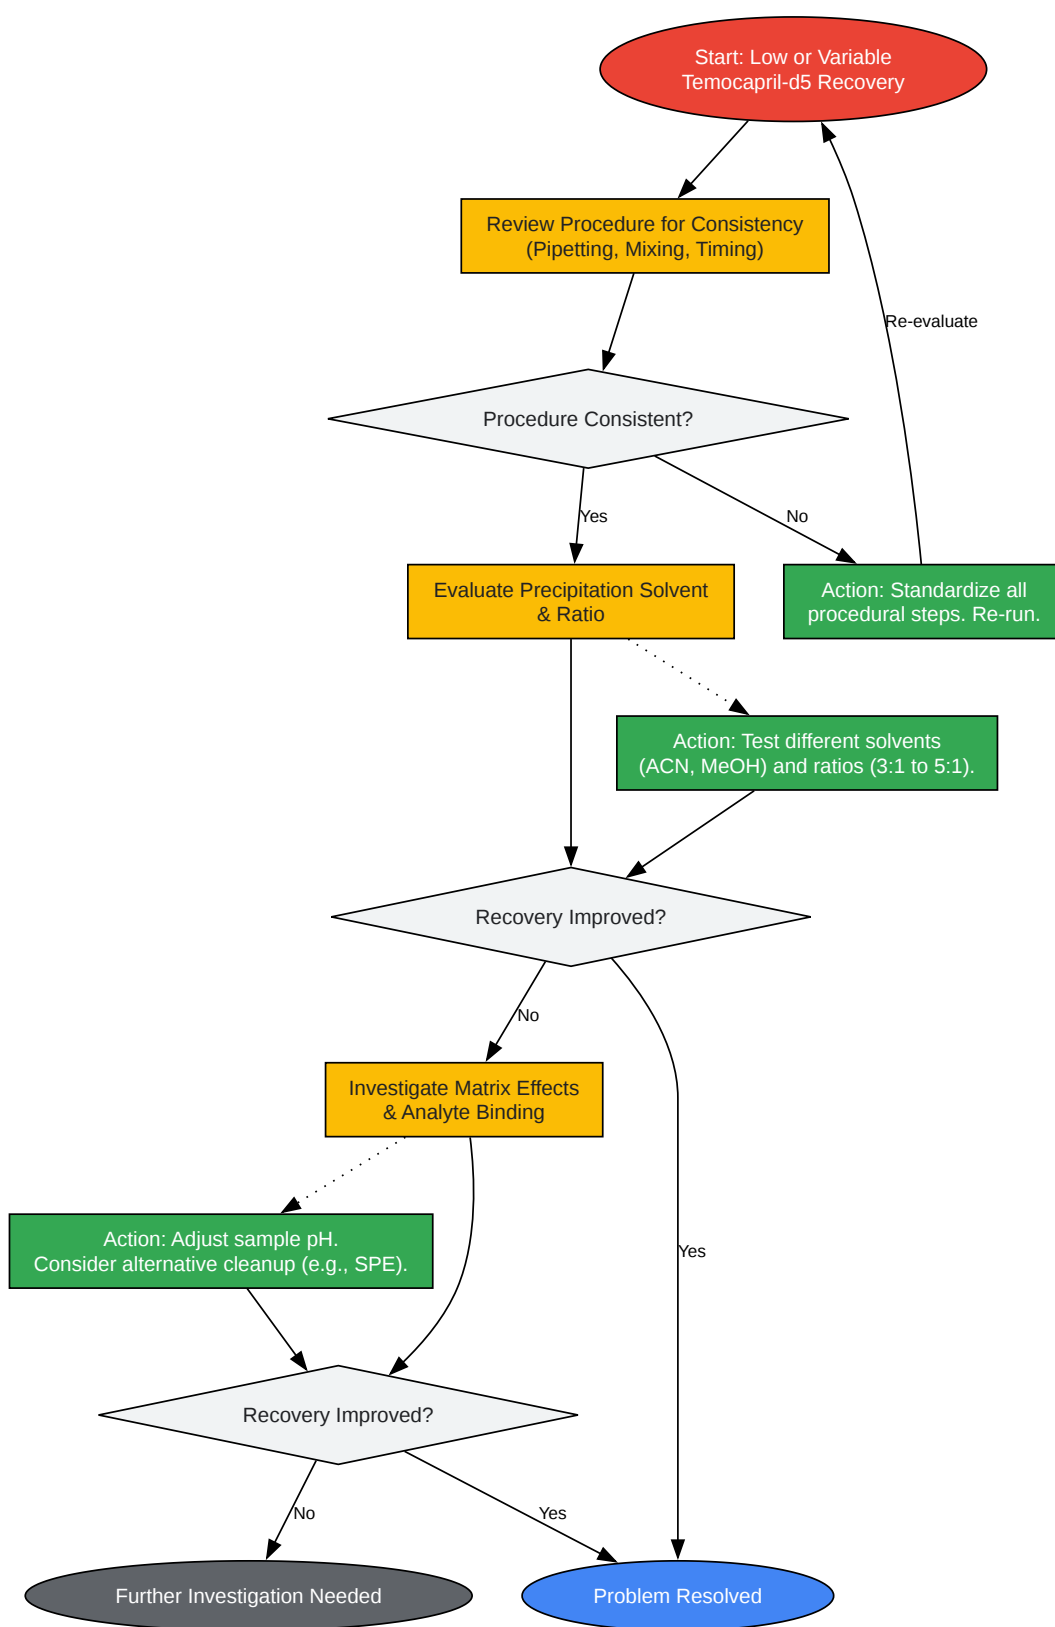 Start: Low or Variable
Temocapril-d5 Recovery
Review Procedure for Consistency
(Pipetting, Mixing, Timing)
Re-evaluate
Procedure Consistent?
Yes
No
Evaluate Precipitation Solvent
& Ratio
Action: Standardize all
procedural steps. Re-run.
Action: Test different solvents
(ACN, MeOH) and ratios (3:1 to 5:1).
Recovery Improved?
No
Investigate Matrix Effects
& Analyte Binding
Action: Adjust sample pH.
Consider alternative cleanup (e.g., SPE).
Yes
Recovery Improved?
No
Yes
Further Investigation Needed
Problem Resolved